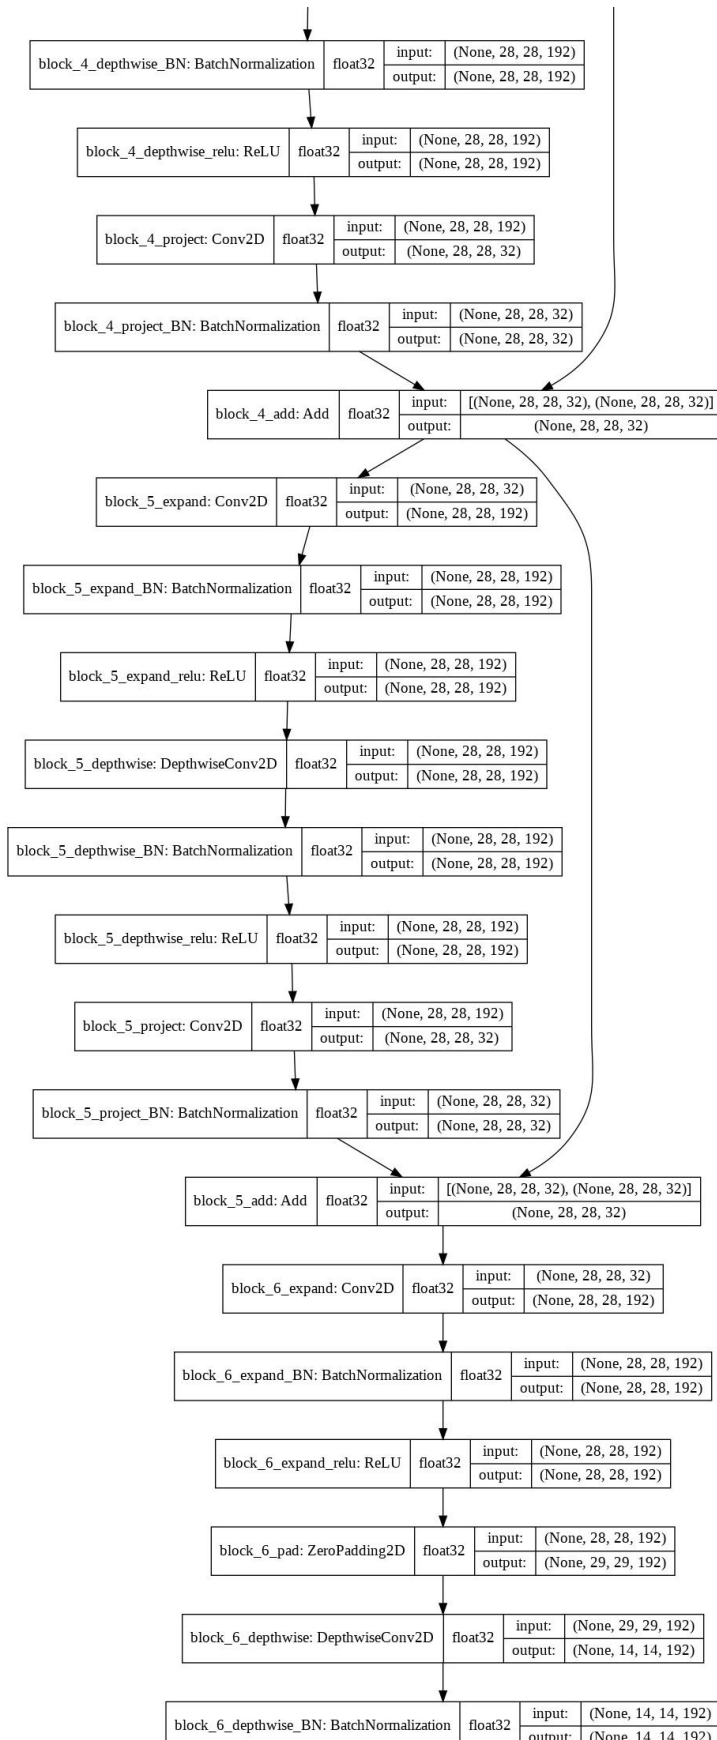 block_4_depthwise_BN: BatchNormalization float32 input: (None, 28, 28, 192)
output: (None, 28, 28, 192)
block_4_depthwise_relu: ReLU float32 input: (None, 28, 28, 192)
output: (None, 28, 28, 192)
block_4_project: Conv2D float32 input: (None, 28, 28, 192)
output: (None, 28, 28, 32)
block_4_project_BN: BatchNormalization float32 input: (None, 28, 28, 32)
output: (None, 28, 28, 32)
block_4_add: Add float32 input: [(None, 28, 28, 32), (None, 28, 28, 32)]
output: (None, 28, 28, 32)
block_5_expand: Conv2D float32 input: (None, 28, 28, 32)
output: (None, 28, 28, 192)
block_5_expand_BN: BatchNormalization float32 input: (None, 28, 28, 192)
output: (None, 28, 28, 192)
block_5_expand_relu: ReLU float32 input: (None, 28, 28, 192)
output: (None, 28, 28, 192)
block_5_depthwise: DepthwiseConv2D float32 input: (None, 28, 28, 192)
output: (None, 28, 28, 192)
block_5_depthwise_BN: BatchNormalization float32 input: (None, 28, 28, 192)
output: (None, 28, 28, 192)
block_5_depthwise_relu: ReLU float32 input: (None, 28, 28, 192)
output: (None, 28, 28, 192)
block_5_project: Conv2D float32 input: (None, 28, 28, 192)
output: (None, 28, 28, 32)
block_5_project_BN: BatchNormalization float32 input: (None, 28, 28, 32)
output: (None, 28, 28, 32)
block_5_add: Add float32 input: [(None, 28, 28, 32), (None, 28, 28, 32)]
output: (None, 28, 28, 32)
block_6_expand: Conv2D float32 input: (None, 28, 28, 32)
output: (None, 28, 28, 192)
block_6_expand_BN: BatchNormalization float32 input: (None, 28, 28, 192)
output: (None, 28, 28, 192)
block_6_expand_relu: ReLU float32 input: (None, 28, 28, 192)
output: (None, 28, 28, 192)
block_6_pad: ZeroPadding2D float32 input: (None, 28, 28, 192)
output: (None, 29, 29, 192)
block_6_depthwise: DepthwiseConv2D float32 input: (None, 29, 29, 192)
output: (None, 14, 14, 192)
block_6_depthwise_BN: BatchNormalization float32 input: (None, 14, 14, 192)
output: (None, 14, 14, 192)